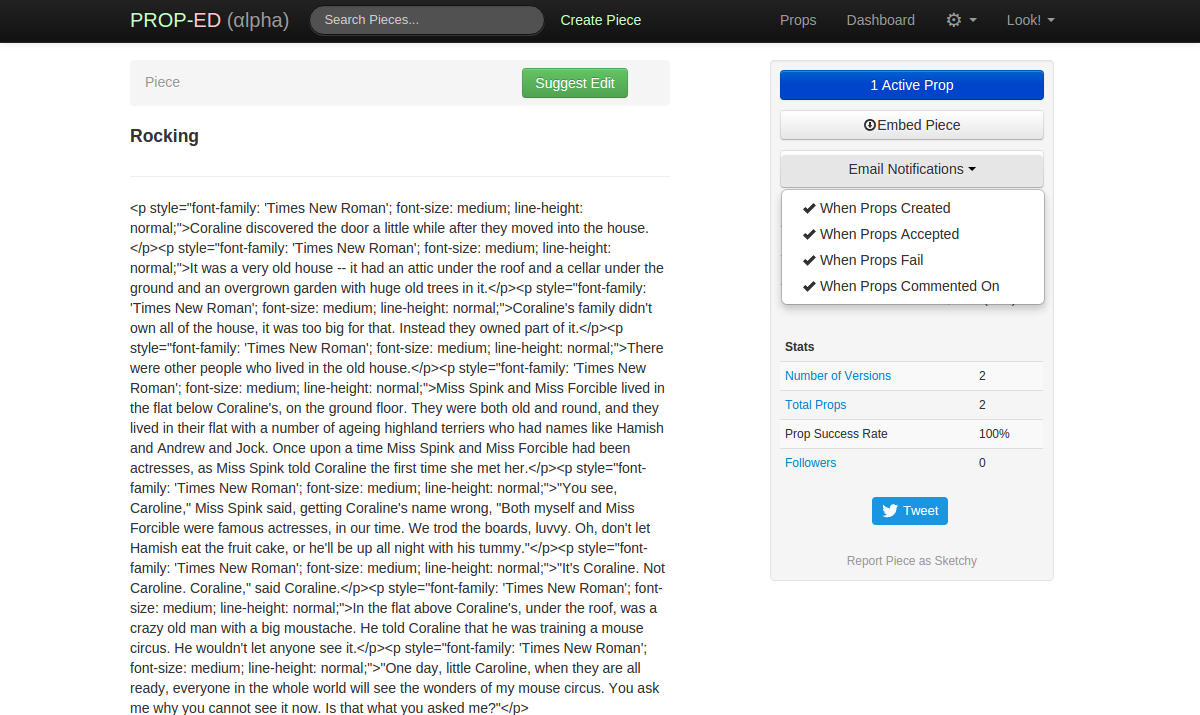 PROP-ED (αlpha)
Search Pieces...
Create Piece
Props
Dashboard
Look!
Piece
Suggest Edit
Rocking
<p style="font-family: 'Times New Roman'; font-size: medium; line-height:
normal;">Coraline discovered the door a little while after they moved into the house.
</p><p style="font-family: 'Times New Roman'; font-size: medium; line-height:
normal;">It was a very old house -- it had an attic under the roof and a cellar under the
ground and an overgrown garden with huge old trees in it.</p><p style="font-family:
'Times New Roman'; font-size: medium; line-height: normal;">Coraline's family didn't
own all of the house, it was too big for that. Instead they owned part of it.</p><p
style="font-family: 'Times New Roman'; font-size: medium; line-height: normal;">There
were other people who lived in the old house.</p><p style="font-family: 'Times New
Roman'; font-size: medium; line-height: normal;">Miss Spink and Miss Forcible lived in
the flat below Coraline's, on the ground floor. They were both old and round, and they
lived in their flat with a number of ageing highland terriers who had names like Hamish
and Andrew and Jock. Once upon a time Miss Spink and Miss Forcible had been
actresses, as Miss Spink told Coraline the first time she met her.</p><p style="font-
family: 'Times New Roman'; font-size: medium; line-height: normal;">"You see,
Caroline," Miss Spink said, getting Coraline's name wrong, "Both myself and Miss
Forcible were famous actresses, in our time. We trod the boards, luvvy. Oh, don't let
Hamish eat the fruit cake, or he'll be up all night with his tummy."</p><p style="font-
family: 'Times New Roman'; font-size: medium; line-height: normal;">"It's Coraline. Not
Caroline. Coraline," said Coraline.</p><p style="font-family: 'Times New Roman'; font-
size: medium; line-height: normal;">In the flat above Coraline's, under the roof, was a
crazy old man with a big moustache. He told Coraline that he was training a mouse
circus. He wouldn't let anyone see it.</p><p style="font-family: 'Times New Roman';
font-size: medium; line-height: normal;">"One day, little Caroline, when they are all
ready, everyone in the whole world will see the wonders of my mouse circus. You ask
me why you cannot see it now. Is that what you asked me?"</p>
1 Active Prop
Embed Piece
Email Notifications
When Props Created
When Props Accepted
When Props Fail
When Props Commented On
Stats
Number of Versions 2
Total Props 2
Prop Success Rate 100%
Followers 0
Tweet
Report Piece as Sketchy